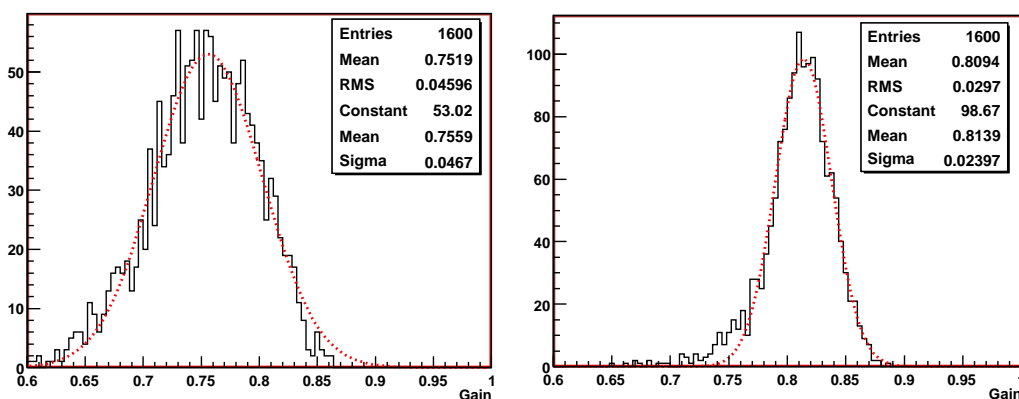 Entries 1600
Mean 0.7519
RMS 0.04596
Constant 53.02
Mean 0.7559
Sigma 0.0467
50
40
30
20
10
0
0.6 0.65 0.7 0.75 0.8 0.85 0.9 0.95 1
Gain
Entries 1600
Mean 0.8094
RMS 0.0297
Constant 98.67
Mean 0.8139
Sigma 0.02397
100
80
60
40
20
0
0.6 0.65 0.7 0.75 0.8 0.85 0.9 0.95 1
Gain